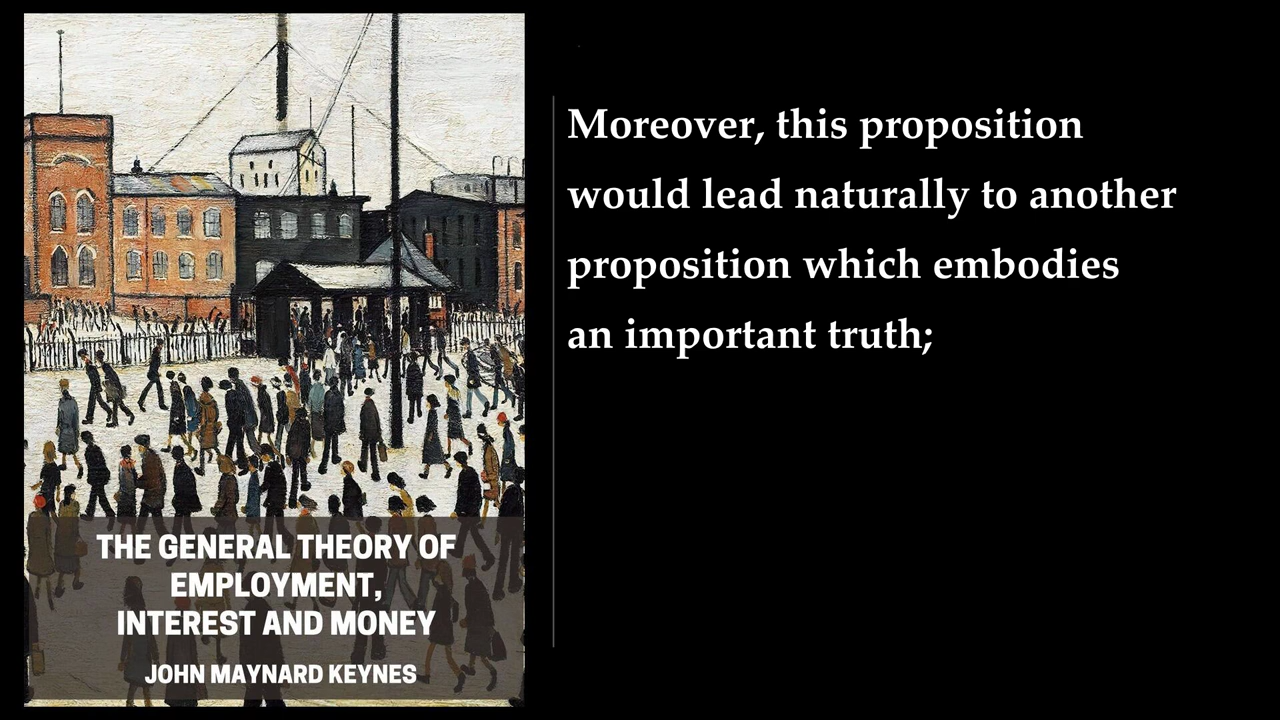 THE GENERAL THEORY OF
EMPLOYMENT,
INTEREST AND MONEY
JOHN MAYNARD KEYNES
Moreover, this proposition
would lead naturally to another
proposition which embodies
an important truth;